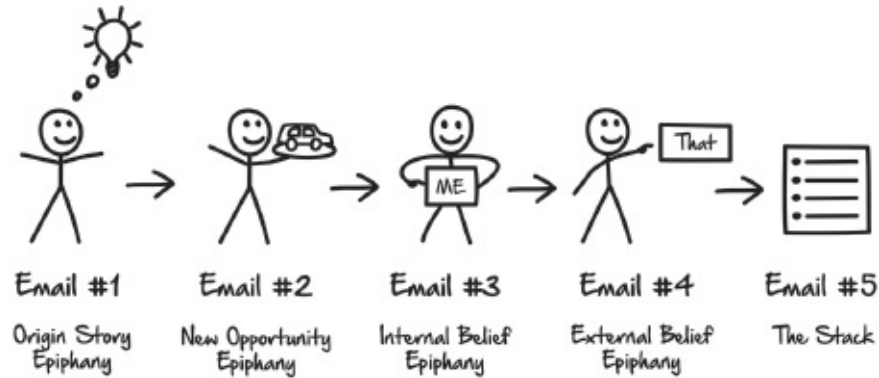 ME
That
Email #1
Email #2
Email #3
Email #4
Email #5
Origin Story
Epiphany
New Opportunity
Epiphany
Internal Belief
Epiphany
External Belief
Epiphany
The Stack